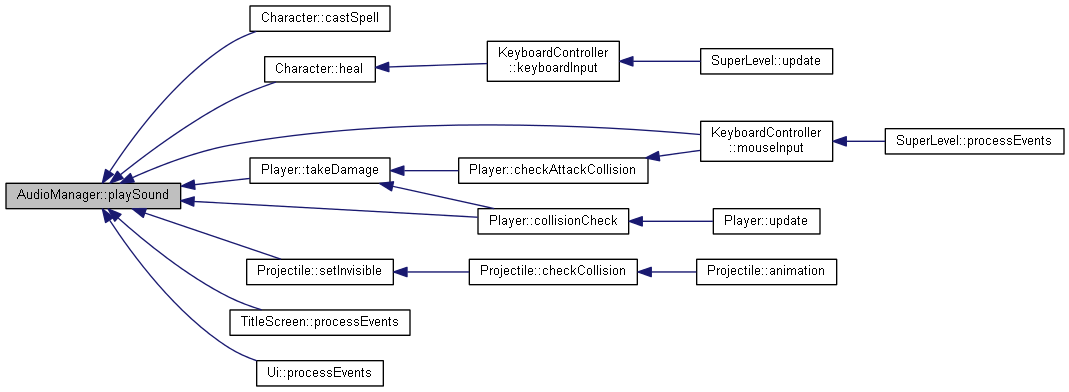 Character::castSpell
Character::heal
KeyboardController
::keyboardInput
SuperLevel::update
KeyboardController
::mouseInput
SuperLevel::processEvents
Player::takeDamage
Player::checkAttackCollision
AudioManager::playSound
Player::collisionCheck
Player::update
Projectile::setInvisible
Projectile::checkCollision
Projectile::animation
TitleScreen::processEvents
Ui::processEvents